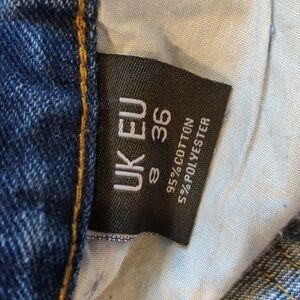 UK EU
8 36
95%COTTON
5%POLYESTER